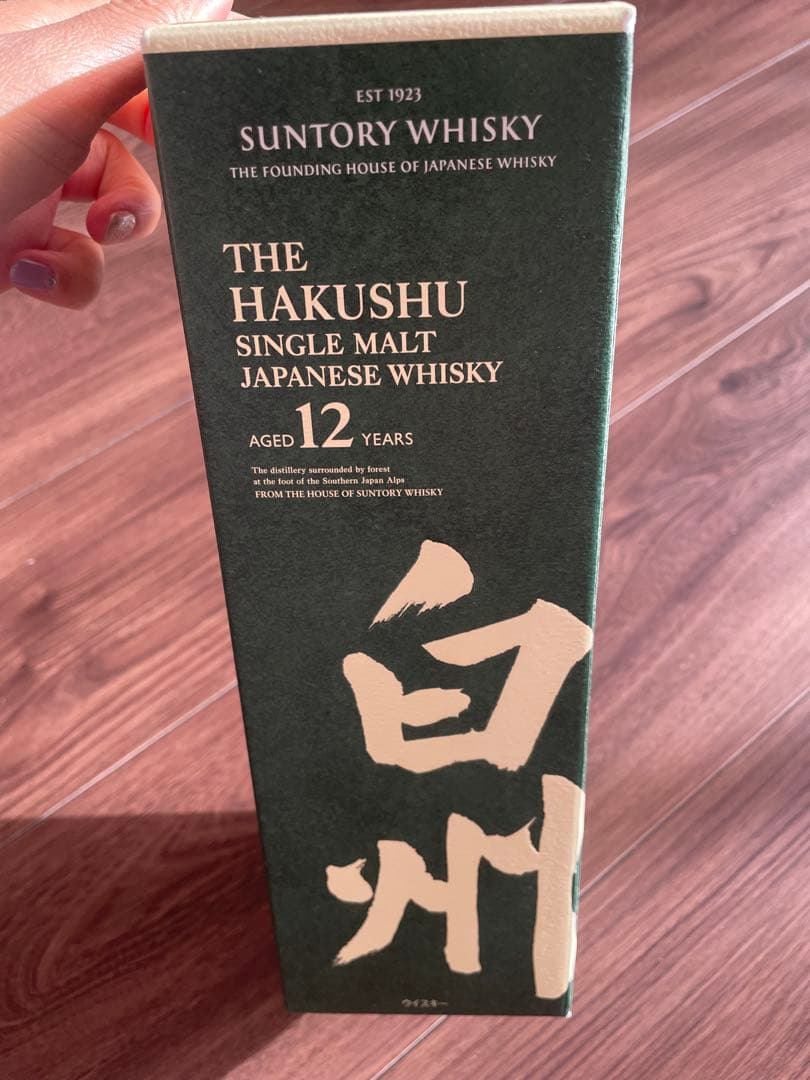 EST 1923
SUNTORY WHISKY
THE FOUNDING HOUSE OF JAPANESE WHISKY
THE
HAKUSHU
SINGLE MALT
JAPANESE WHISKY
AGED 12 YEARS
The distillery surrounded by forest
at the foot of the Southern Japan Alps
FROM THE HOUSE OF SUNTORY WHISKY
白
州
ウイスキー